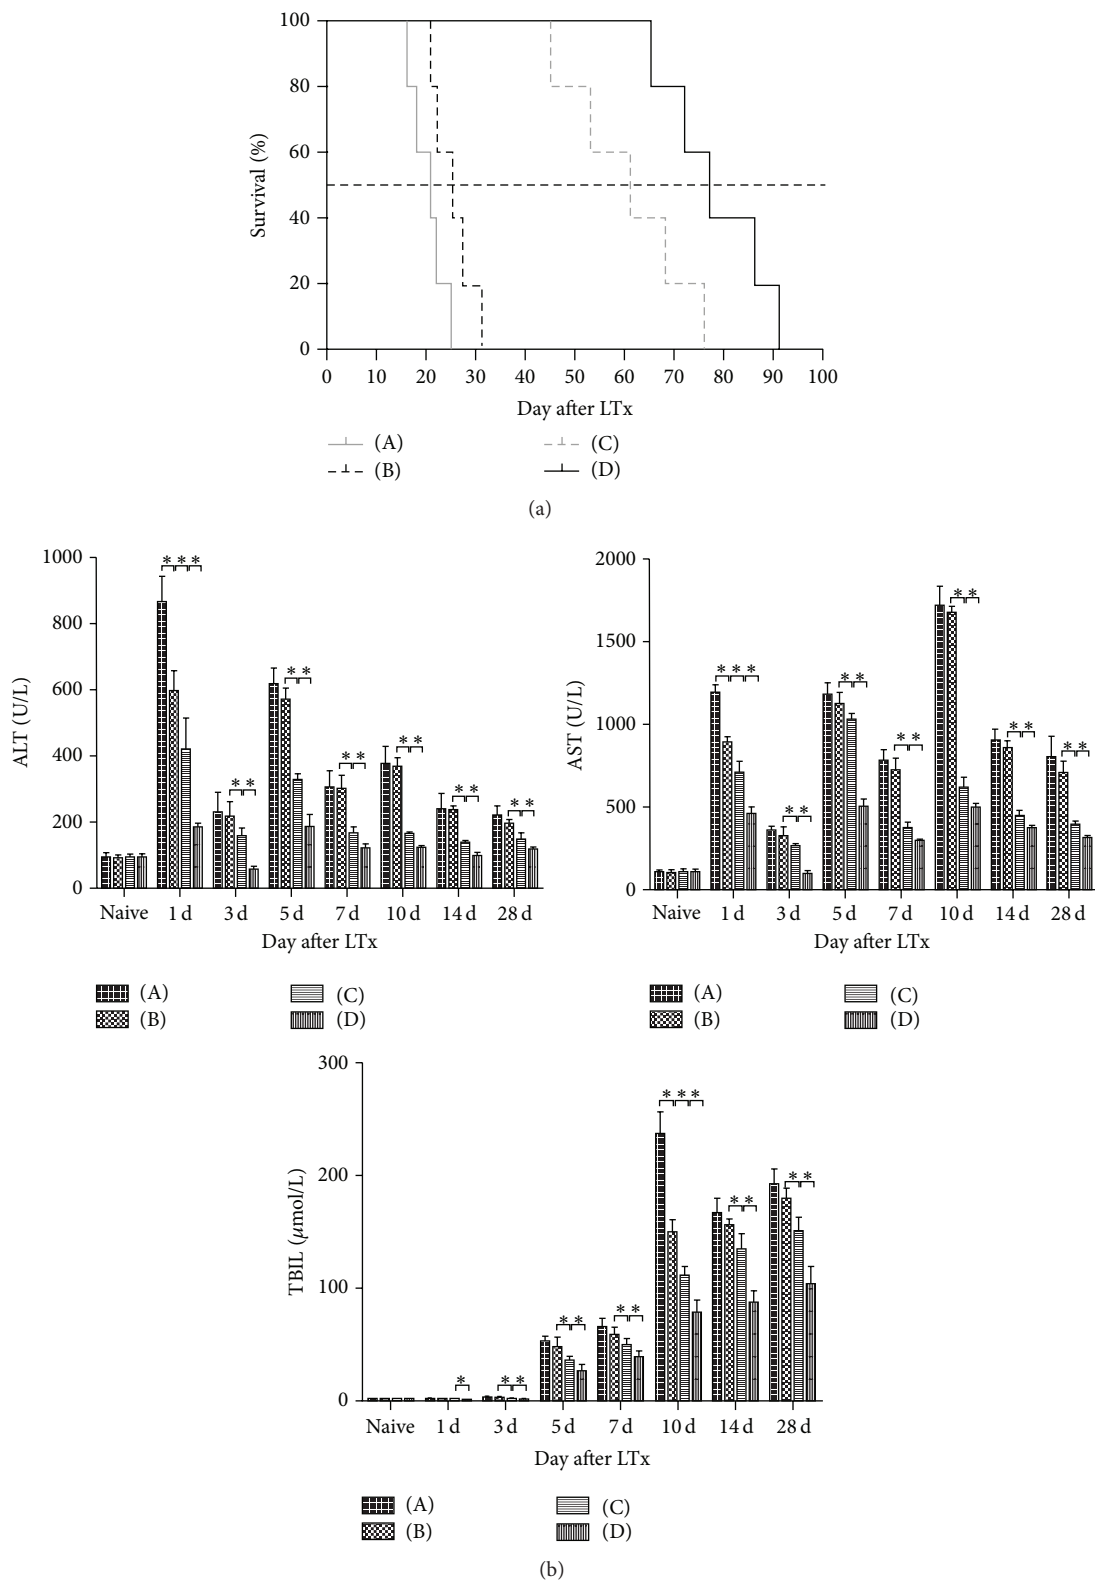 100
80
60
40
20
0
Survival (%)
0 10 20 30 40 50 60 70 80 90 100
Day after LTx
(A) (C)
(B) (D)
(a)
1000
800
600
400
200
0
ALT (U/L)
* * *
* *
* *
* *
* *
* *
* *
Naive 1 d 3 d 5 d 7 d 10 d 14 d 28 d
Day after LTx
(A) (C)
(B) (D)
2000
1500
1000
500
0
AST (U/L)
* * *
* *
* *
* *
* *
* *
* *
Naive 1 d 3 d 5 d 7 d 10 d 14 d 28 d
Day after LTx
(A) (C)
(B) (D)
300
200
100
0
TBIL (μmol/L)
*
* *
* *
* *
* * *
* *
* *
Naive 1 d 3 d 5 d 7 d 10 d 14 d 28 d
Day after LTx
(A) (C)
(B) (D)
(b)